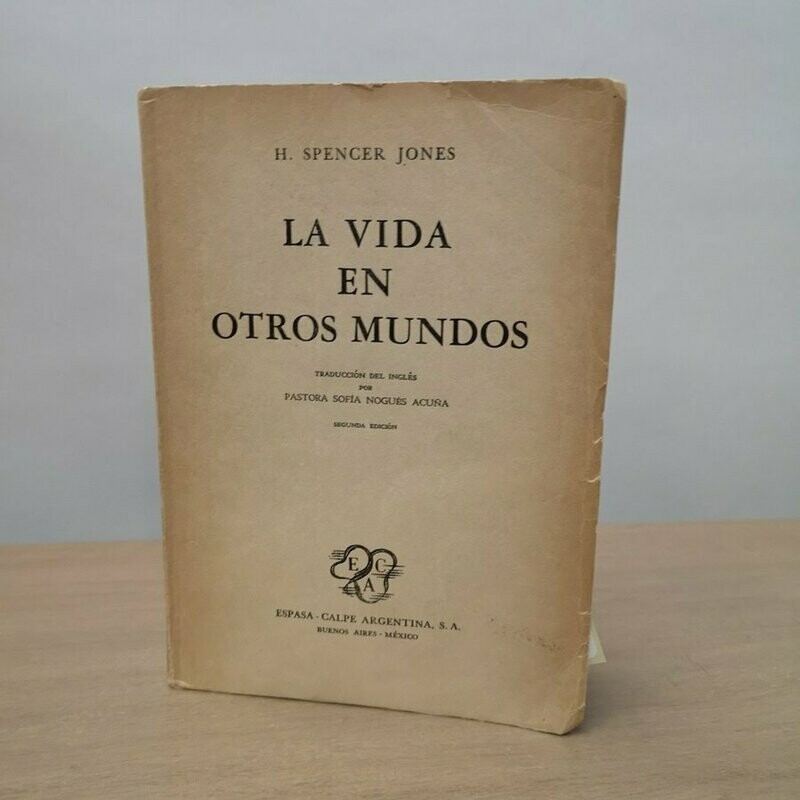 H. SPENCER JONES
LA VIDA
EN
OTROS MUNDOS
TRADUCCIÓN DEL INGLÉS
POR
PASTORA SOFÍA NOGUÉS ACUÑA
SEGUNDA EDICIÓN
E C
A
ESPASA - CALPE ARGENTINA, S. A.
BUENOS AIRES - MÉXICO